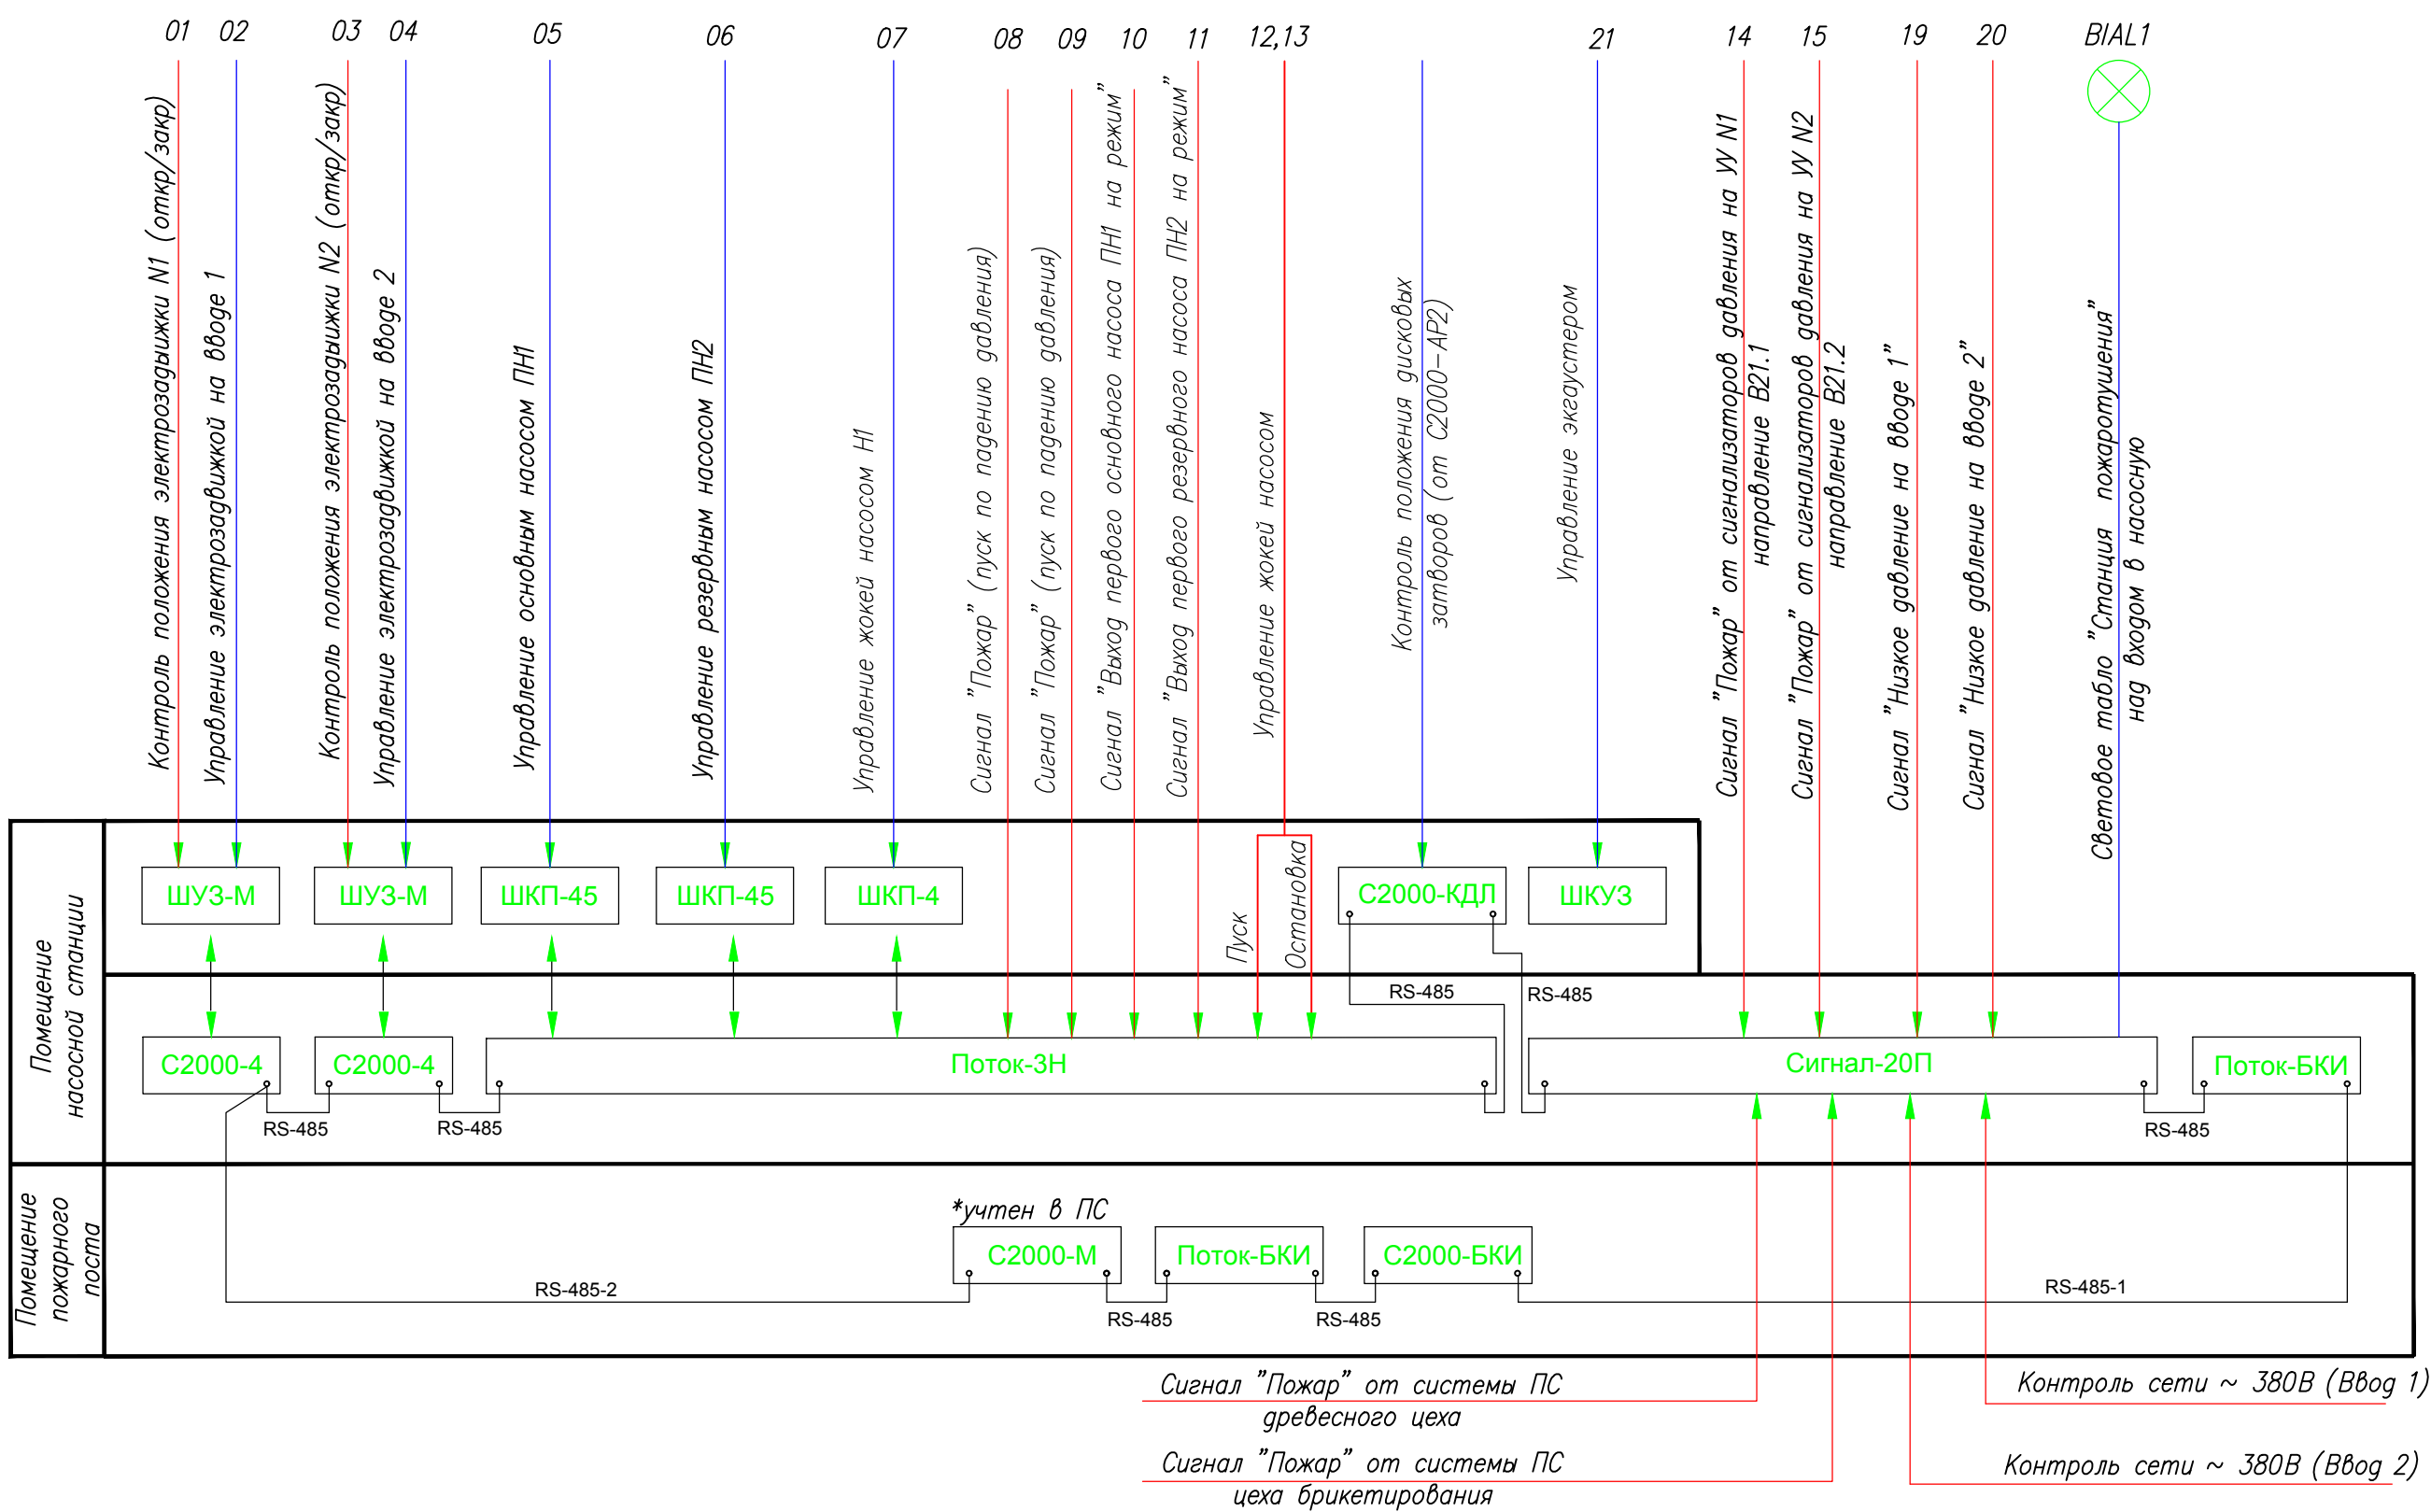 01
02
03
04
05
06
07
08
09
10
11
12,13
21
14
15
19
20
BIAL1
Контроль положения электрозадыижки N1 (откр/закр)
Управление электрозадвижкой на вводе 1
Контроль положения электрозадыижки N2 (откр/закр)
Управление электрозадвижкой на вводе 2
Управление основным насосом ПН1
Управление резервным насосом ПН2
Управление жокей насосом Н1
Сигнал "Пожар" (пуск по падению давления)
Сигнал "Пожар" (пуск по падению давления)
Сигнал "Выход первого основного насоса ПН1 на режим"
Сигнал "Выход первого резервного насоса ПН2 на режим"
Управление жокей насосом
Контроль положения дисковых
затворов (от С2000-АР2)
Управление экгаустером
Сигнал "Пожар" от сигнализаторов давления на УУ N1
направление В21.1
Сигнал "Пожар" от сигнализаторов давления на УУ N2
направление В21.2
Сигнал "Низкое давление на вводе 1"
Сигнал "Низкое давление на вводе 2"
Световое табло "Станция пожаротушения"
над входом в насосную
Помещение
насосной станции
ШУЗ-М
ШУЗ-М
ШКП-45
ШКП-45
ШКП-4
Пуск
Остановка
С2000-КДЛ
ШКУЗ
RS-485
RS-485
С2000-4
С2000-4
Поток-3Н
Сигнал-20П
Поток-БКИ
RS-485
RS-485
RS-485
Помещение
пожарного
поста
*учтен в ПС
С2000-М
Поток-БКИ
С2000-БКИ
RS-485-2
RS-485
RS-485
RS-485-1
Сигнал "Пожар" от системы ПС
древесного цеха
Контроль сети ~ 380В (Ввод 1)
Сигнал "Пожар" от системы ПС
цеха брикетирования
Контроль сети ~ 380В (Ввод 2)